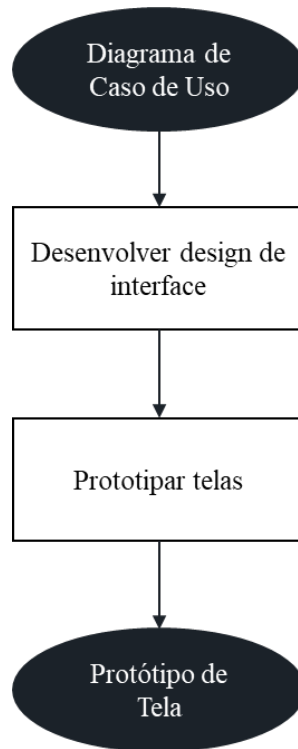 Diagrama de
Caso de Uso
Desenvolver design de
interface
Prototipar telas
Protótipo de
Tela